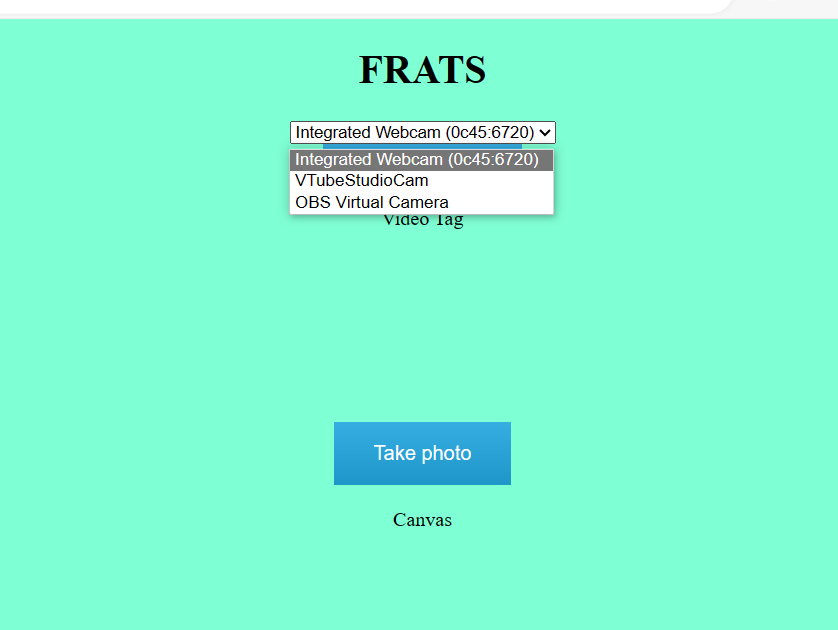 FRATS
Integrated Webcam (0c45:6720)
Integrated Webcam (0c45:6720)
VTubeStudioCam
OBS Virtual Camera
Video Tag
Take photo
Canvas